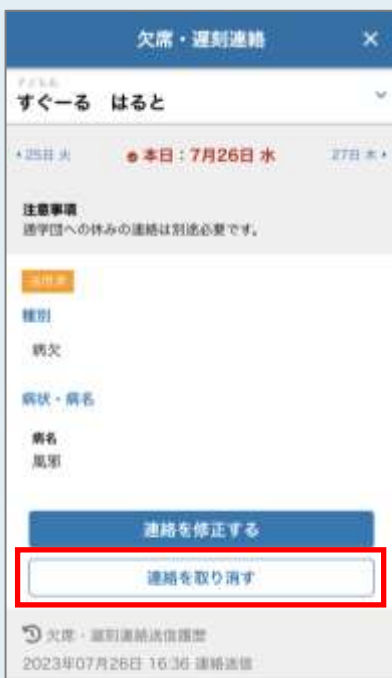 欠席・遅刻連絡 ×
すぐーる　はると
25日 火 本日：7月26日 水 27日 木
注意事項
通学団への休みの連絡は別途必要です。
種別
病欠
病状・病名
病名
風邪
連絡を修正する
連絡を取り消す
欠席・遅刻連絡送信履歴
2023年07月26日 16:36 連絡送信